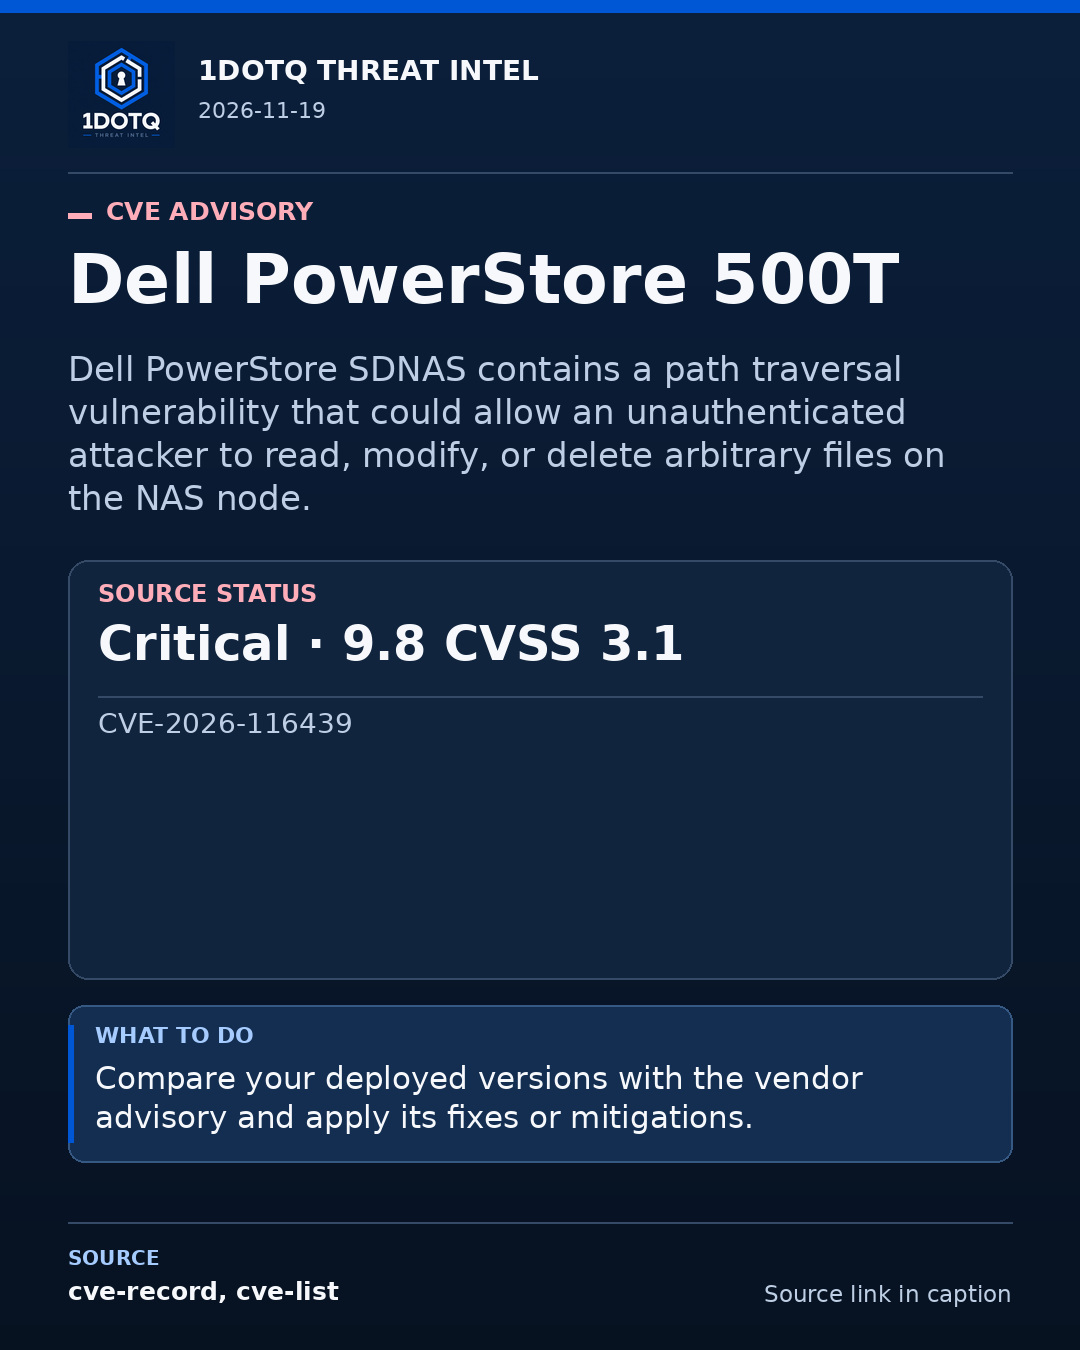 1DOTQ
THREAT INTEL
1DOTQ THREAT INTEL
2026-11-19
CVE ADVISORY
Dell PowerStore 500T
Dell PowerStore SDNAS contains a path traversal
vulnerability that could allow an unauthenticated
attacker to read, modify, or delete arbitrary files on
the NAS node.
SOURCE STATUS
Critical · 9.8 CVSS 3.1
CVE-2026-116439
WHAT TO DO
Compare your deployed versions with the vendor
advisory and apply its fixes or mitigations.
SOURCE
cve-record, cve-list
Source link in caption